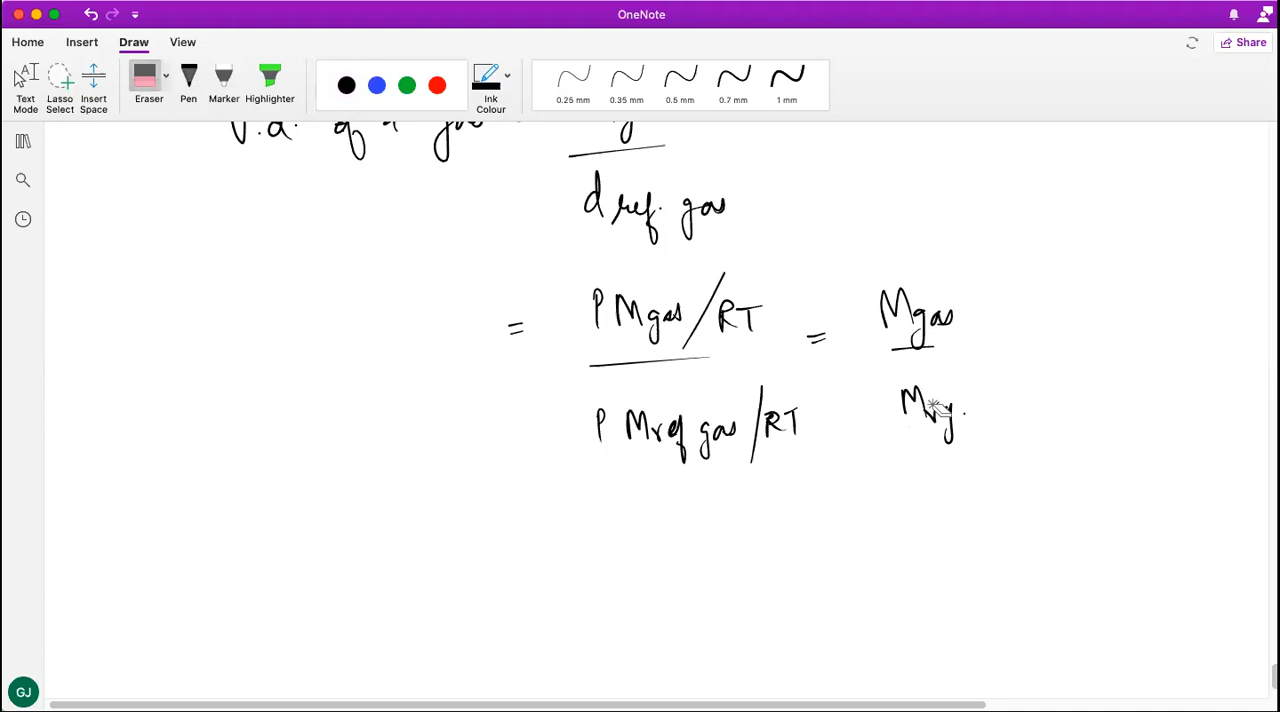 OneNote
Home Insert Draw View
Share
Text Mode
Lasso Select
Insert Space
Eraser
Pen
Marker
Highlighter
Ink Colour
0.25 mm 0.35 mm 0.5 mm 0.7 mm 1 mm
V.d. of a gas
d ref. gas
= P Mgas / RT = Mgas
P Mref gas / RT
GJ